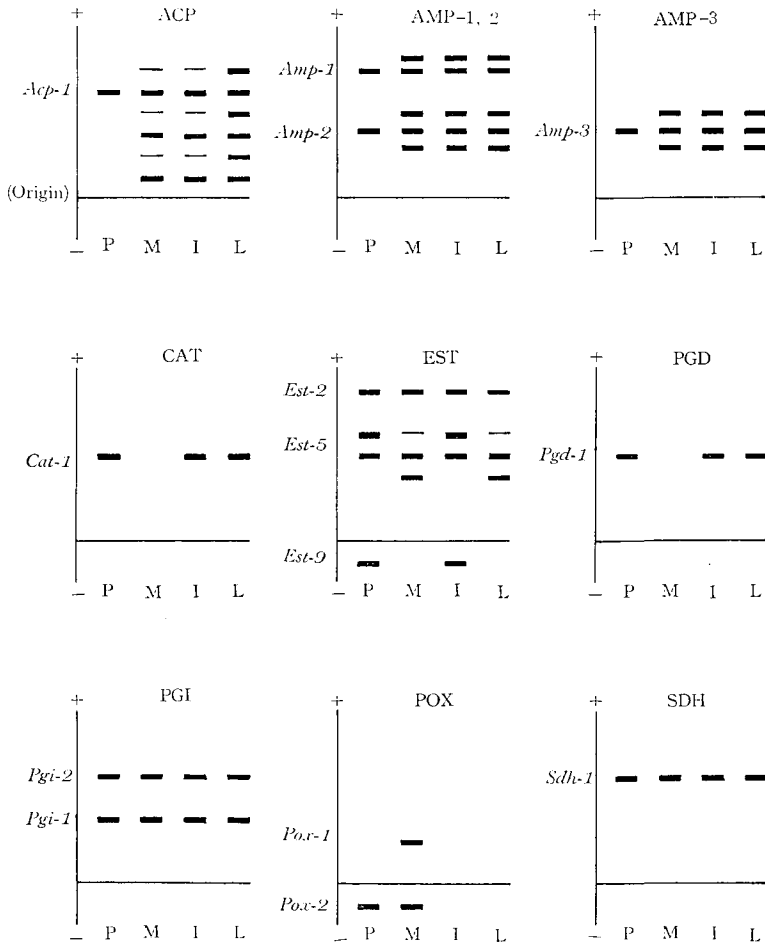 + ACP
Acp-1
(Origin)
− P M I L
+ AMP-1, 2
Amp-1
Amp-2
− P M I L
+ AMP-3
Amp-3
− P M I L
+ CAT
Cat-1
− P M I L
+ EST
Est-2
Est-5
Est-9
− P M I L
+ PGD
Pgd-1
− P M I L
+ PGI
Pgi-2
Pgi-1
− P M I L
+ POX
Pox-1
Pox-2
− P M I L
+ SDH
Sdh-1
− P M I L